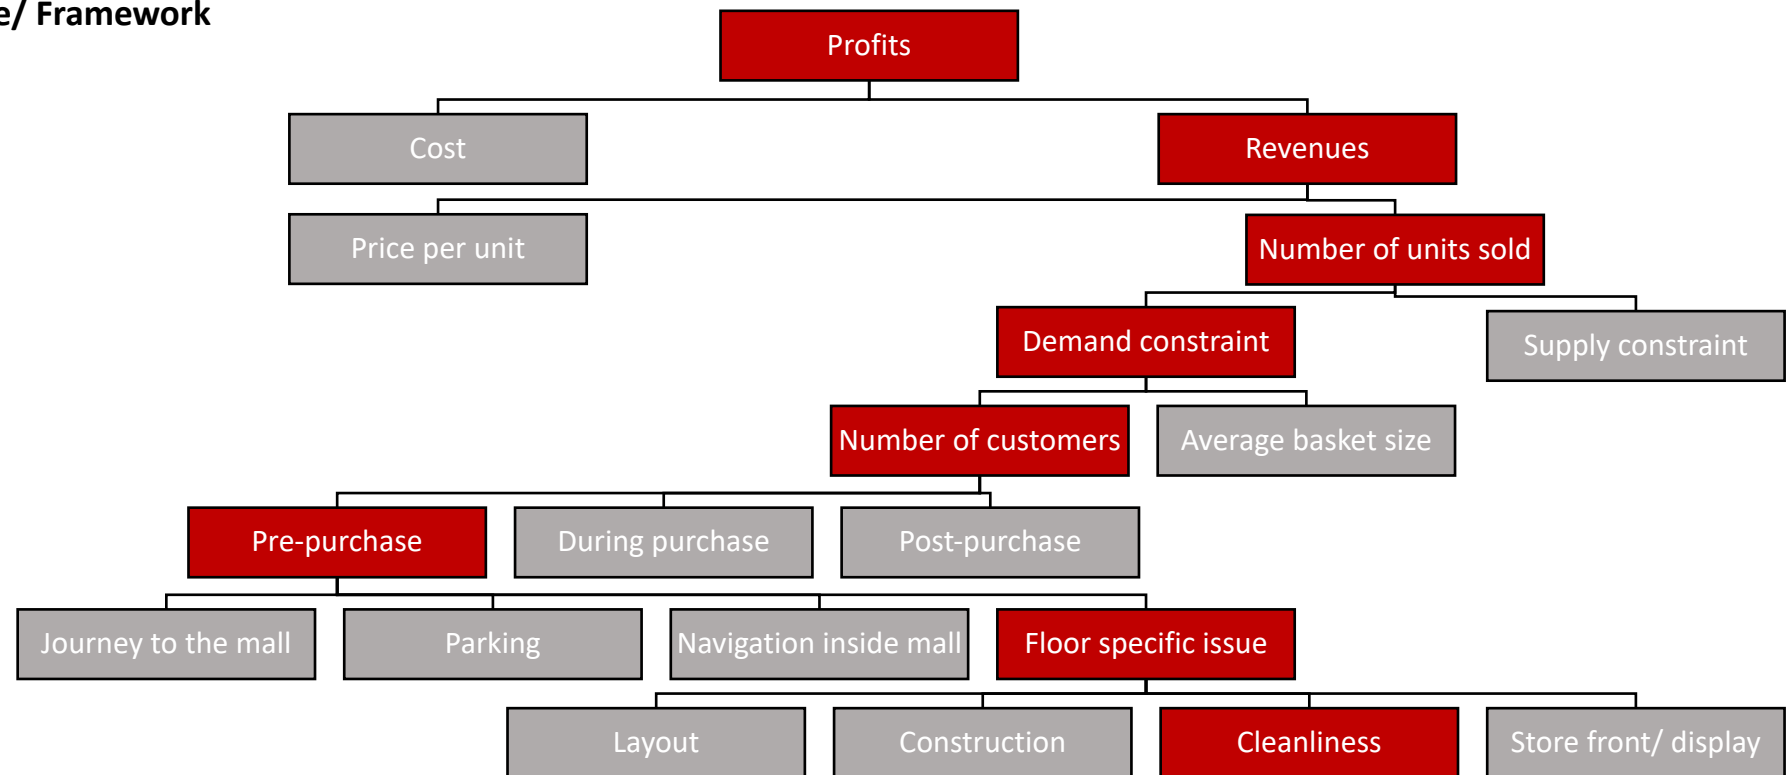 e/ Framework
Profits
Cost
Revenues
Price per unit
Number of units sold
Demand constraint
Supply constraint
Number of customers
Average basket size
Pre-purchase
During purchase
Post-purchase
Journey to the mall
Parking
Navigation inside mall
Floor specific issue
Layout
Construction
Cleanliness
Store front/ display